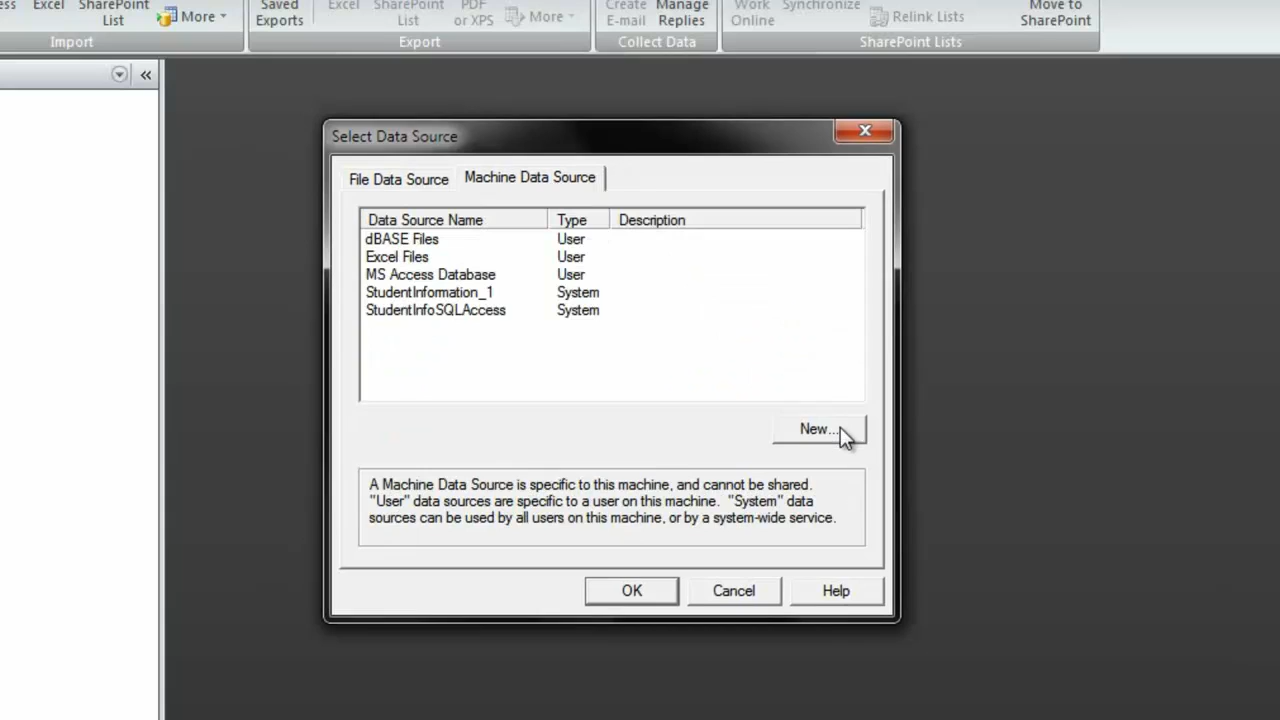 Excel
SharePoint
List
More
Saved
Exports
Excel
SharePoint
List
PDF
or XPS
More
Create
E-mail
Manage
Replies
Work
Online
Synchronize
Relink Lists
Move to
SharePoint
Import
Export
Collect Data
SharePoint Lists
Select Data Source
File Data Source
Machine Data Source
Data Source Name Type Description
dBASE Files User
Excel Files User
MS Access Database User
StudentInformation_1 System
StudentInfoSQLAccess System
New...
A Machine Data Source is specific to this machine, and cannot be shared.
"User" data sources are specific to a user on this machine. "System" data
sources can be used by all users on this machine, or by a system-wide service.
OK
Cancel
Help